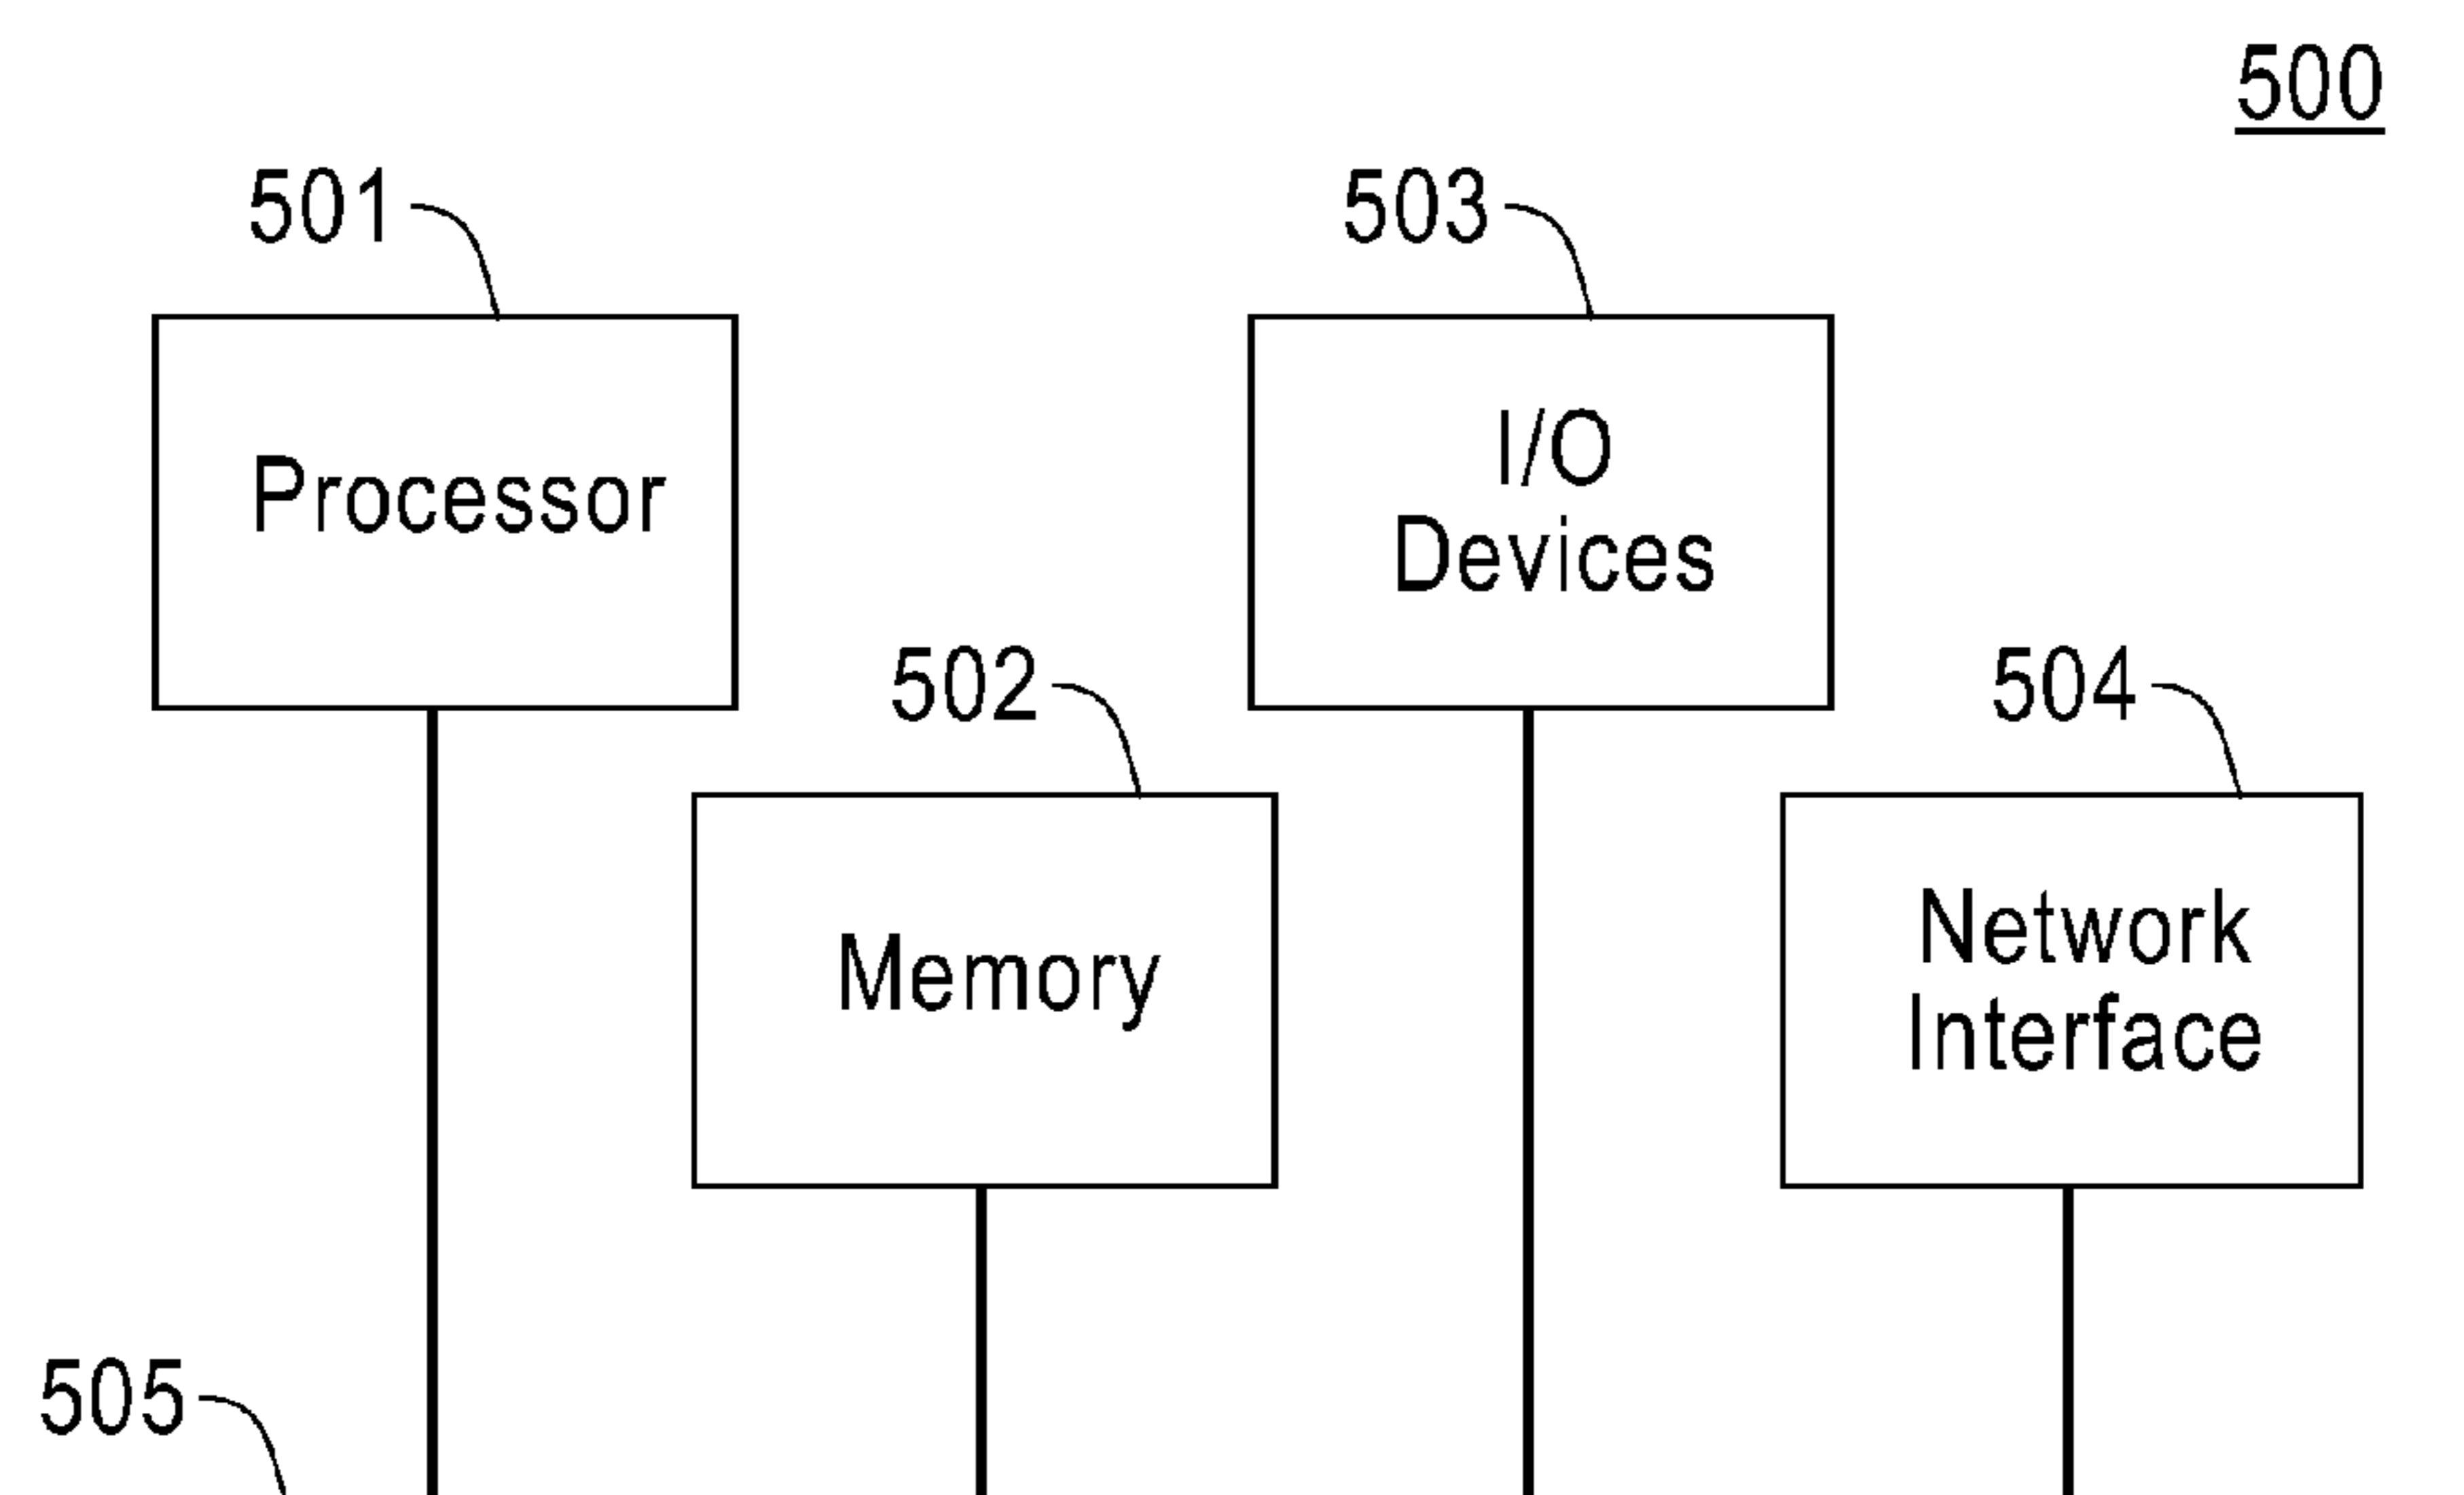 500
501
503
Processor
I/O
Devices
502
504
Memory
Network
Interface
505